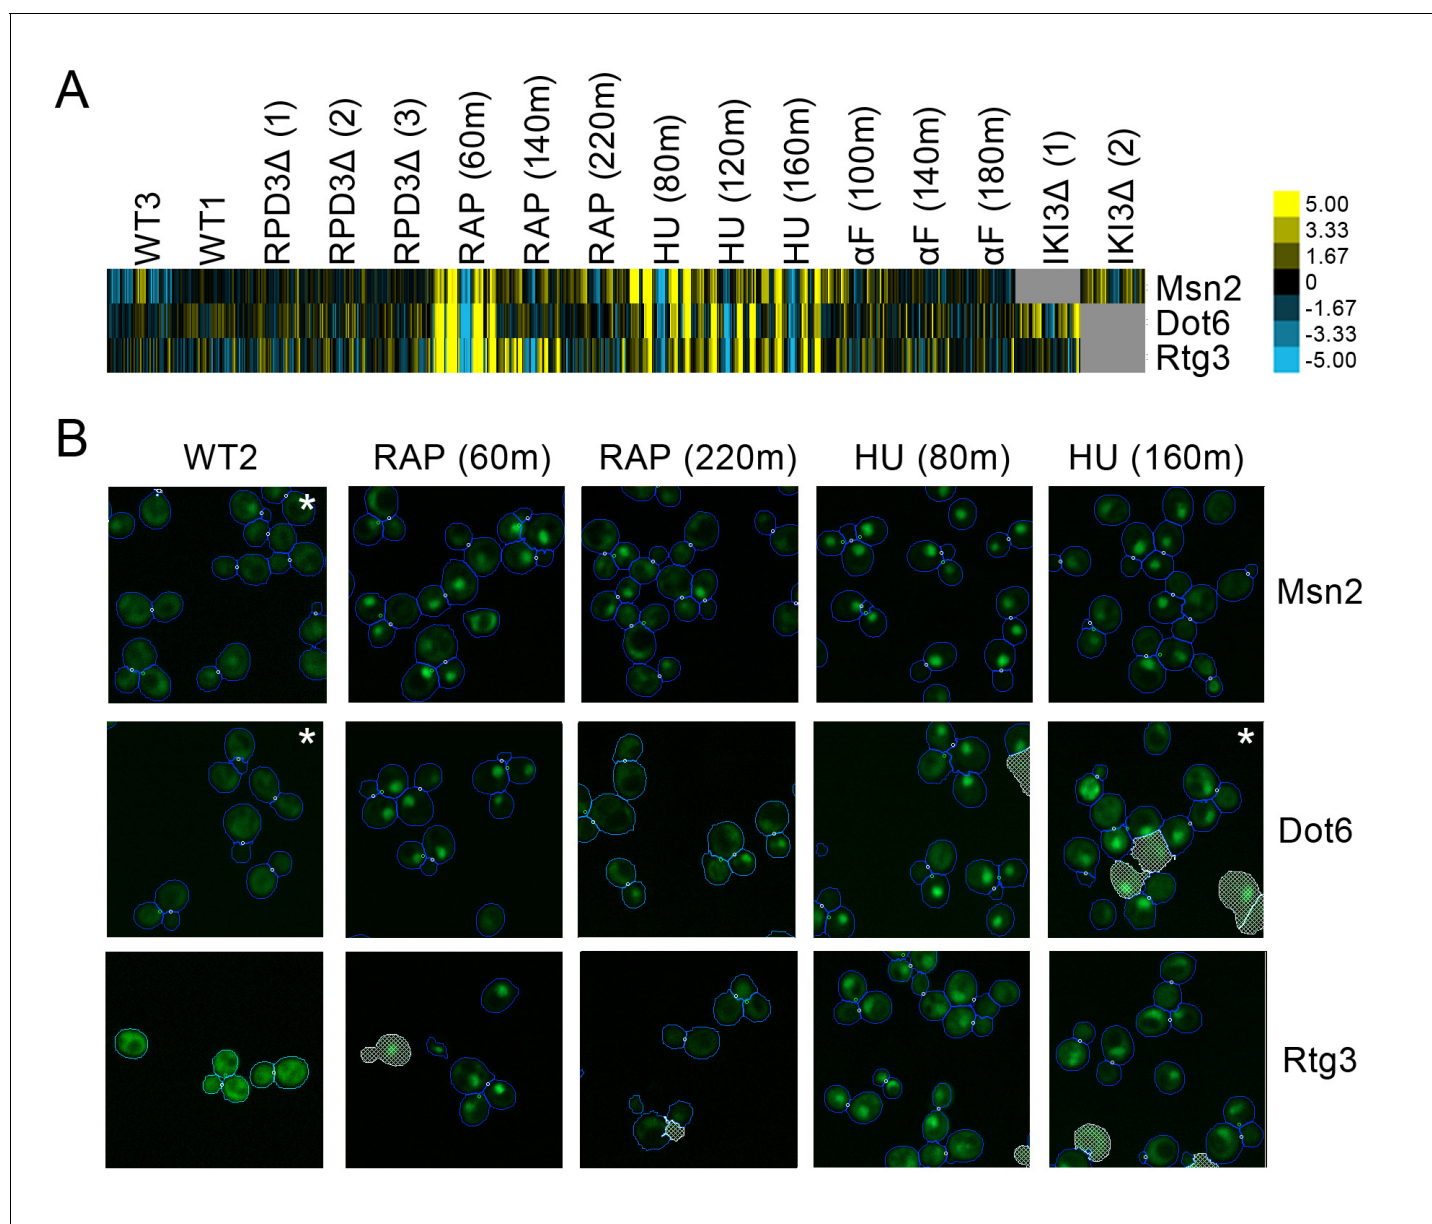 A
WT3
WT1
RPD3Δ (1)
RPD3Δ (2)
RPD3Δ (3)
RAP (60m)
RAP (140m)
RAP (220m)
HU (80m)
HU (120m)
HU (160m)
αF (100m)
αF (140m)
αF (180m)
IKI3Δ (1)
IKI3Δ (2)
Msn2
Dot6
Rtg3
5.00
3.33
1.67
0
-1.67
-3.33
-5.00
B
WT2 RAP (60m) RAP (220m) HU (80m) HU (160m)
*
Msn2
* *
Dot6
Rtg3